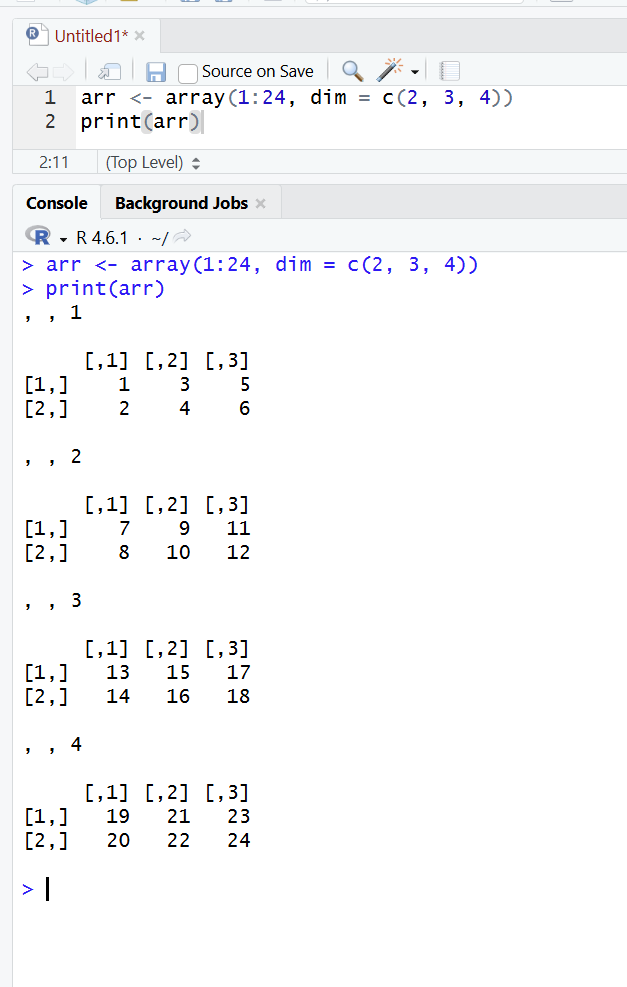 Untitled1*
Source on Save
1 arr <- array(1:24, dim = c(2, 3, 4))
2 print(arr)
2:11 (Top Level)
Console Background Jobs
R 4.6.1 · ~/
> arr <- array(1:24, dim = c(2, 3, 4))
> print(arr)
, , 1
     [,1] [,2] [,3]
[1,]    1    3    5
[2,]    2    4    6
, , 2
     [,1] [,2] [,3]
[1,]    7    9   11
[2,]    8   10   12
, , 3
     [,1] [,2] [,3]
[1,]   13   15   17
[2,]   14   16   18
, , 4
     [,1] [,2] [,3]
[1,]   19   21   23
[2,]   20   22   24
>